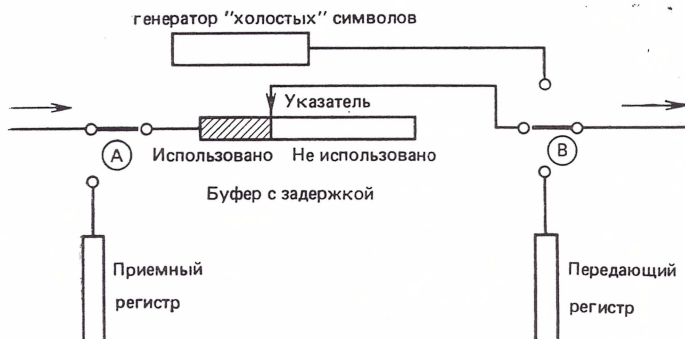 генератор "холостых" символов
Указатель
A
Использовано
Не использовано
B
Буфер с задержкой
Приемный
регистр
Передающий
регистр